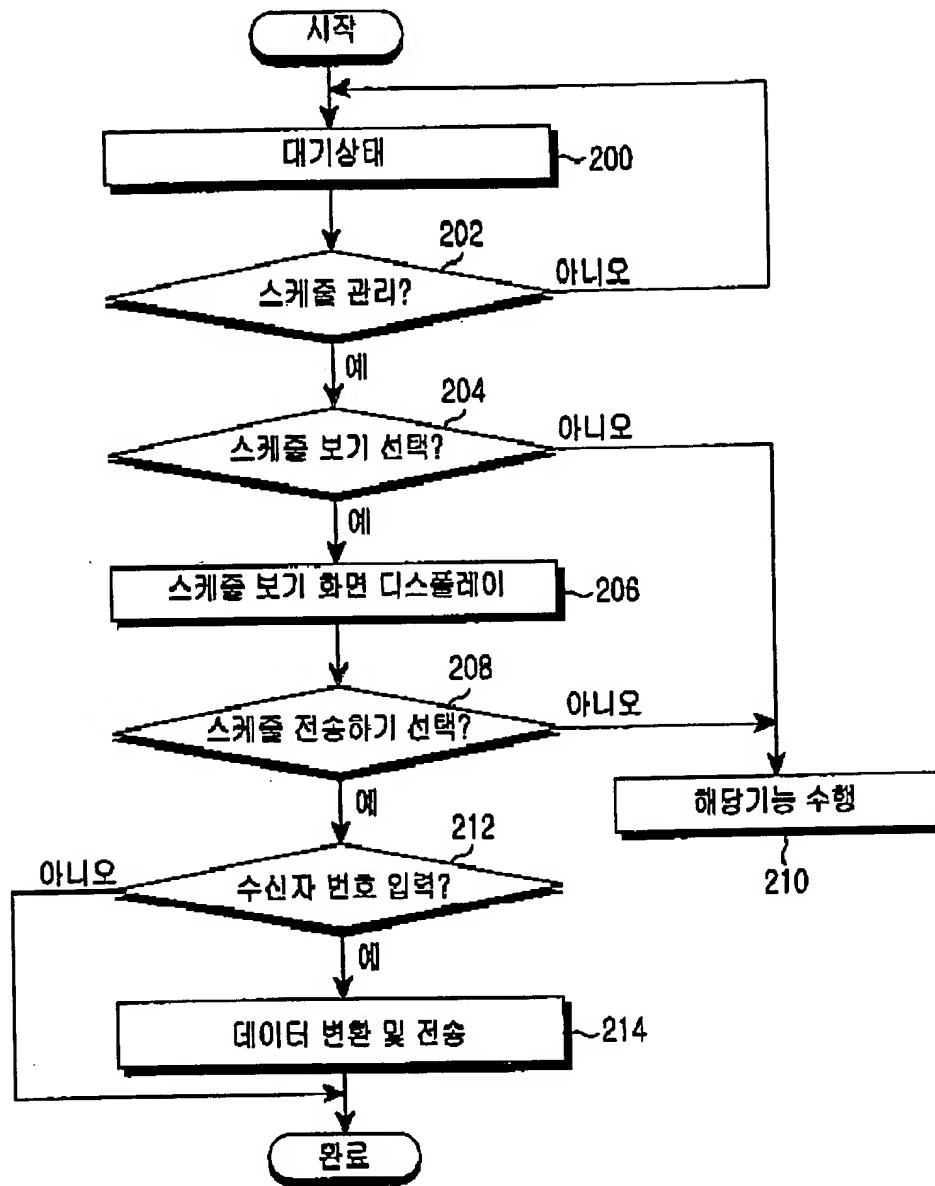 시작
대기상태
200
202
스케줄 관리?
아니오
예
204
스케줄 보기 선택?
아니오
예
스케줄 보기 화면 디스플레이
206
208
스케줄 전송하기 선택?
아니오
예
해당기능 수행
210
212
아니오
수신자 번호 입력?
예
데이터 변환 및 전송
214
완료